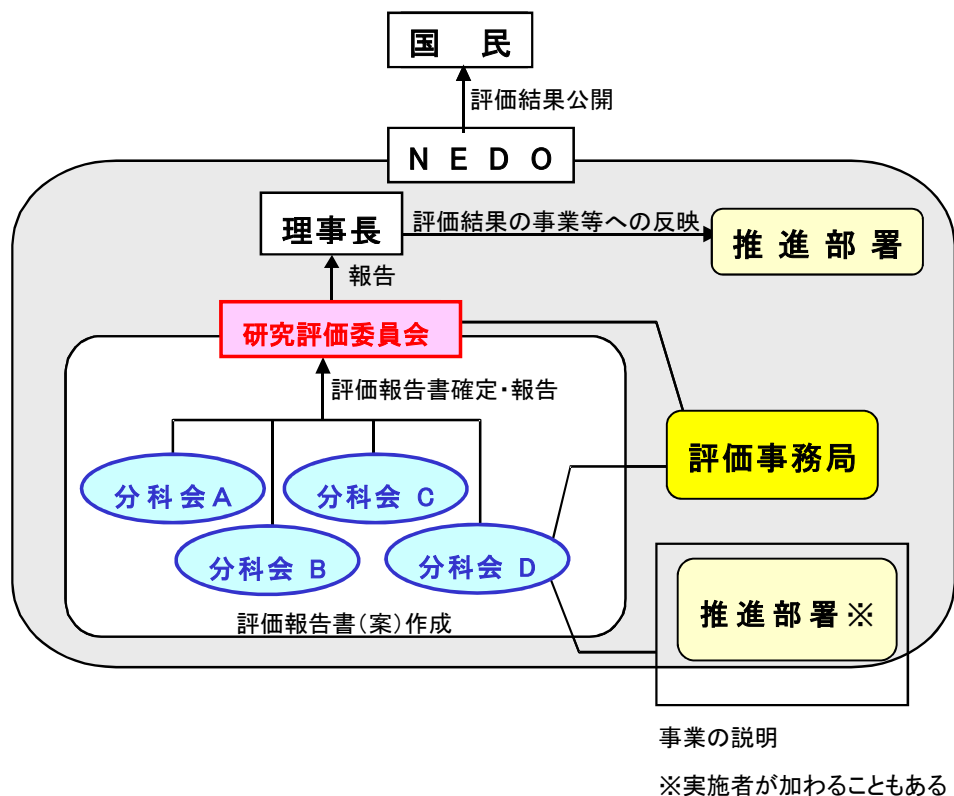 国　民
評価結果公開
Ｎ Ｅ Ｄ Ｏ
理事長
評価結果の事業等への反映
推 進 部 署
報告
研究評価委員会
評価報告書確定・報告
評価事務局
分科会 A
分科会 C
分科会 B
分科会 D
推 進 部 署 ※
評価報告書（案）作成
事業の説明
※実施者が加わることもある